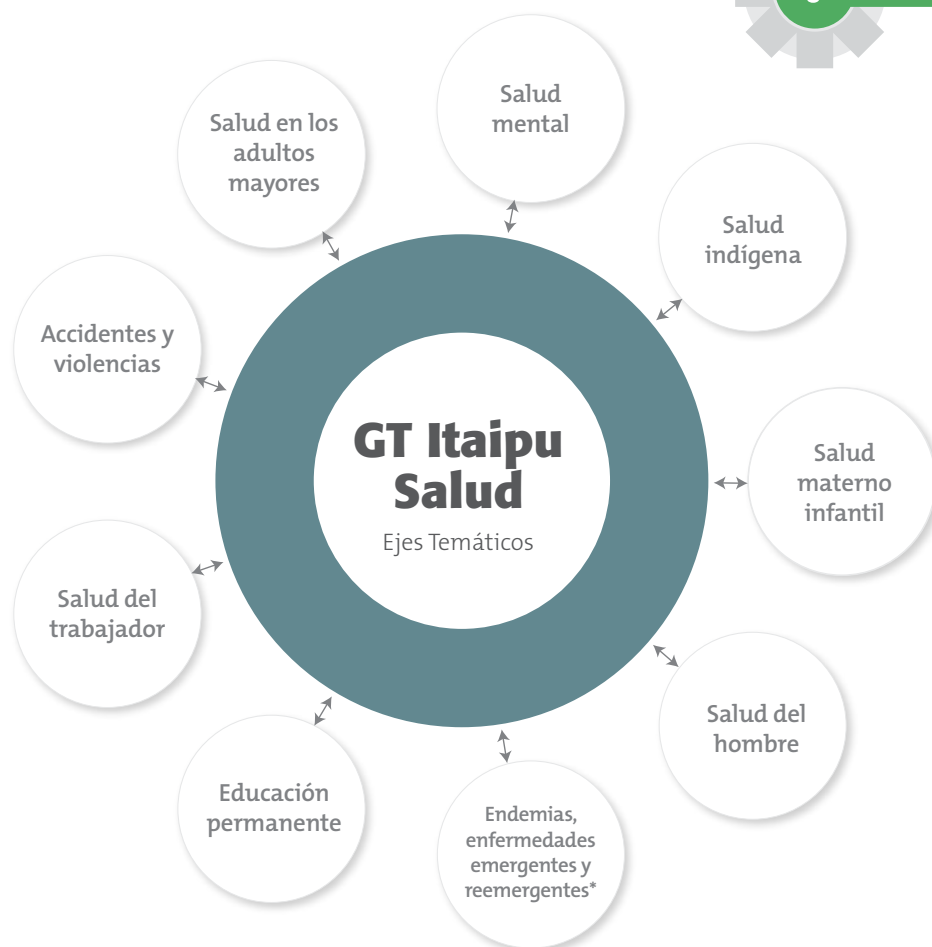 GT Itaipu
Salud
Ejes Temáticos
Salud
mental
Salud
indígena
Salud
materno
infantil
Salud del
hombre
Endemias,
enfermedades
emergentes y
reemergentes*
Educación
permanente
Salud del
trabajador
Accidentes y
violencias
Salud en los
adultos
mayores